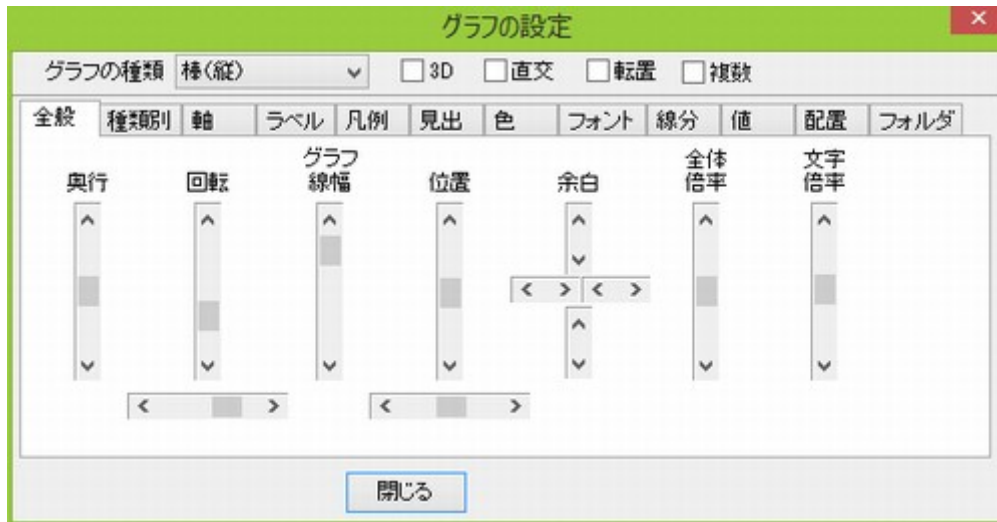 グラフの設定
グラフの種類 棒(縦) 3D 直交 転置 複数
全般 種類別 軸 ラベル 凡例 見出 色 フォント 線分 値 配置 フォルダ
奥行 回転 グラフ線幅 位置 余白 全体倍率 文字倍率
閉じる